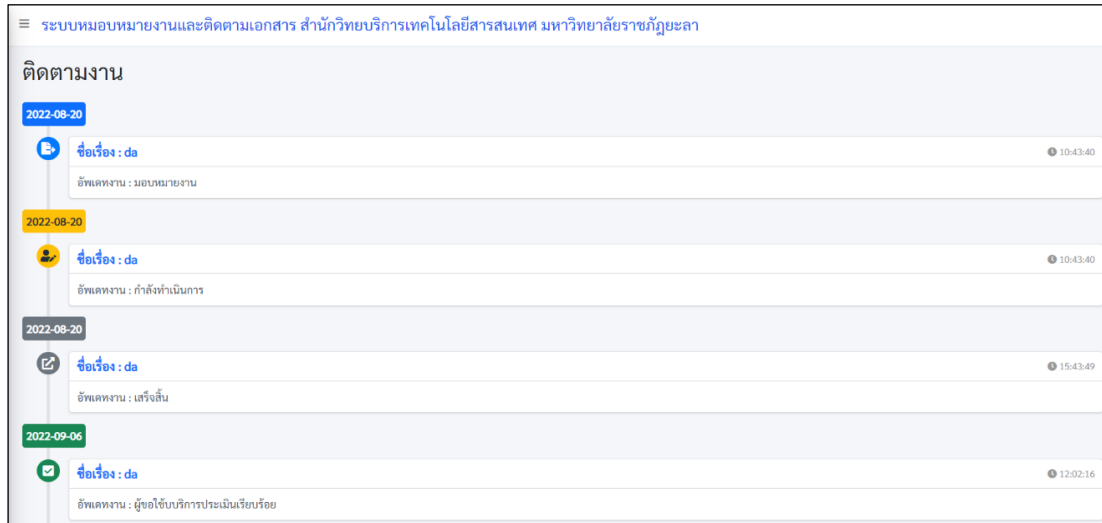 ระบบหมอบหมายงานและติดตามเอกสาร สำนักวิทยบริการเทคโนโลยีสารสนเทศ มหาวิทยาลัยราชภัฏยะลา
ติดตามงาน
2022-08-20
ชื่อเรื่อง : da 10:43:40
อัพเดทงาน : มอบหมายงาน
2022-08-20
ชื่อเรื่อง : da 10:43:40
อัพเดทงาน : กำลังทำเนินการ
2022-08-20
ชื่อเรื่อง : da 15:43:49
อัพเดทงาน : เสร็จสิ้น
2022-09-06
ชื่อเรื่อง : da 12:02:16
อัพเดทงาน : ผู้ขอใช้บบริการประเมินเรียบร้อย